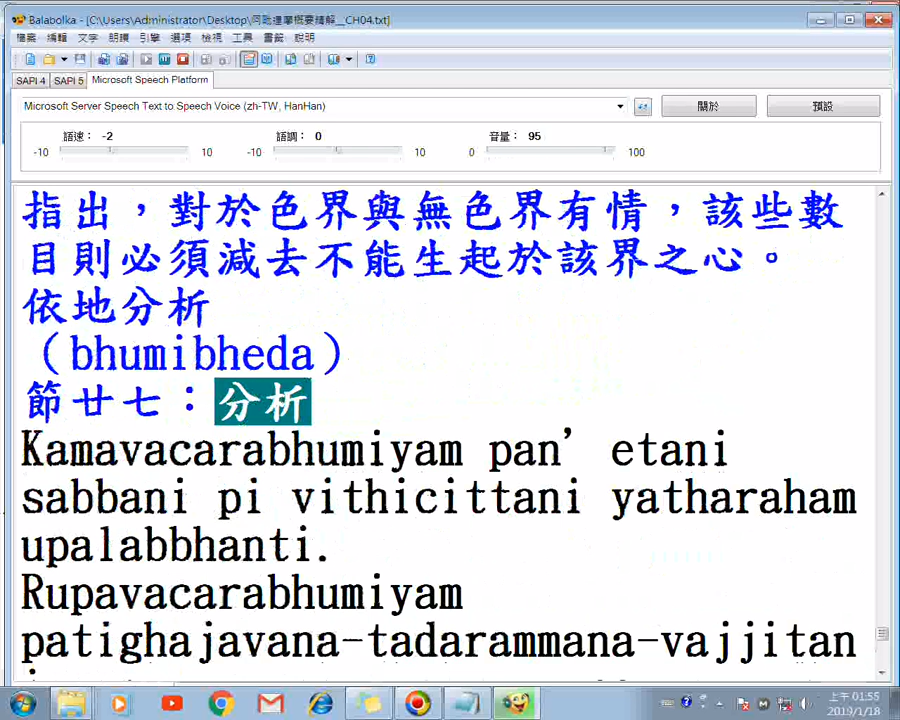 Balabolka - [C:\Users\Administrator\Desktop\阿毗達摩概要精解__CH04.txt]
檔案 編輯 文字 朗讀 引擎 選項 檢視 工具 書籤 說明
SAPI 4 SAPI 5 Microsoft Speech Platform
Microsoft Server Speech Text to Speech Voice (zh-TW, HanHan) 關於 預設
語速： -2 語調： 0 音量： 95
-10 10 -10 10 0 100
指出，對於色界與無色界有情，該些數
目則必須減去不能生起於該界之心。
依地分析
（bhumibheda）
節廿七：分析
Kamavacarabhumiyam pan’ etani
sabbani pi vithicittani yatharaham
upalabbhanti.
Rupavacarabhumiyam
patighajavana-tadarammana-vajjitan
上午 01:55
2019/1/18